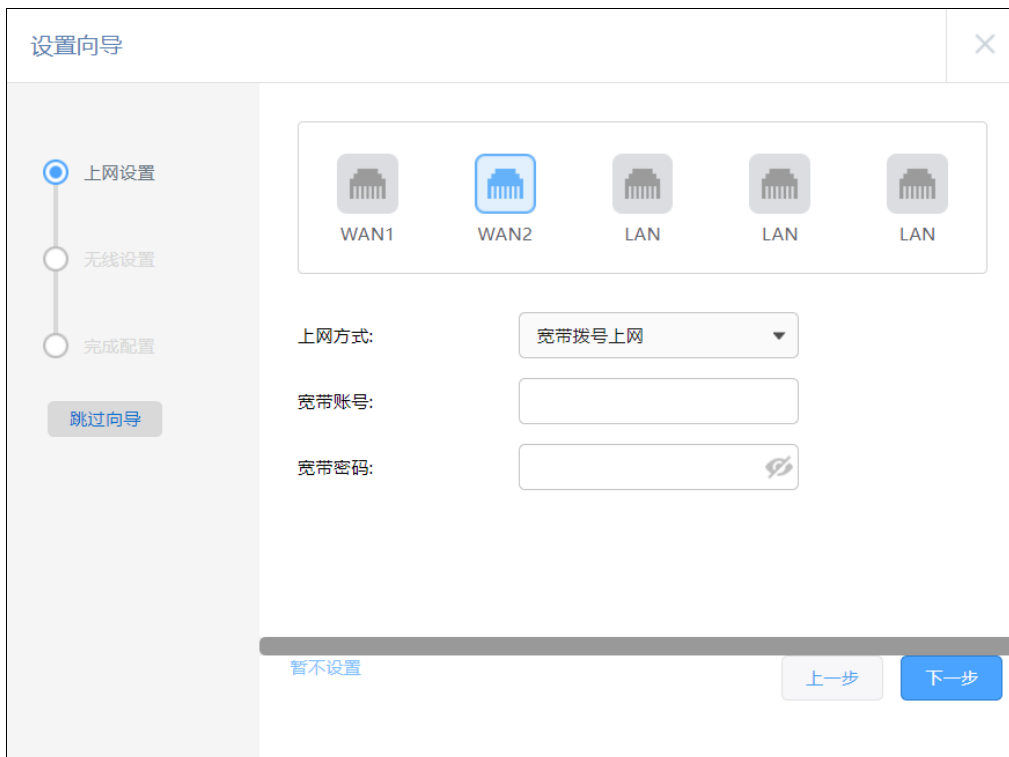 设置向导
上网设置
无线设置
完成配置
跳过向导
WAN1 WAN2 LAN LAN LAN
上网方式: 宽带拨号上网
宽带账号:
宽带密码:
暂不设置
上一步 下一步